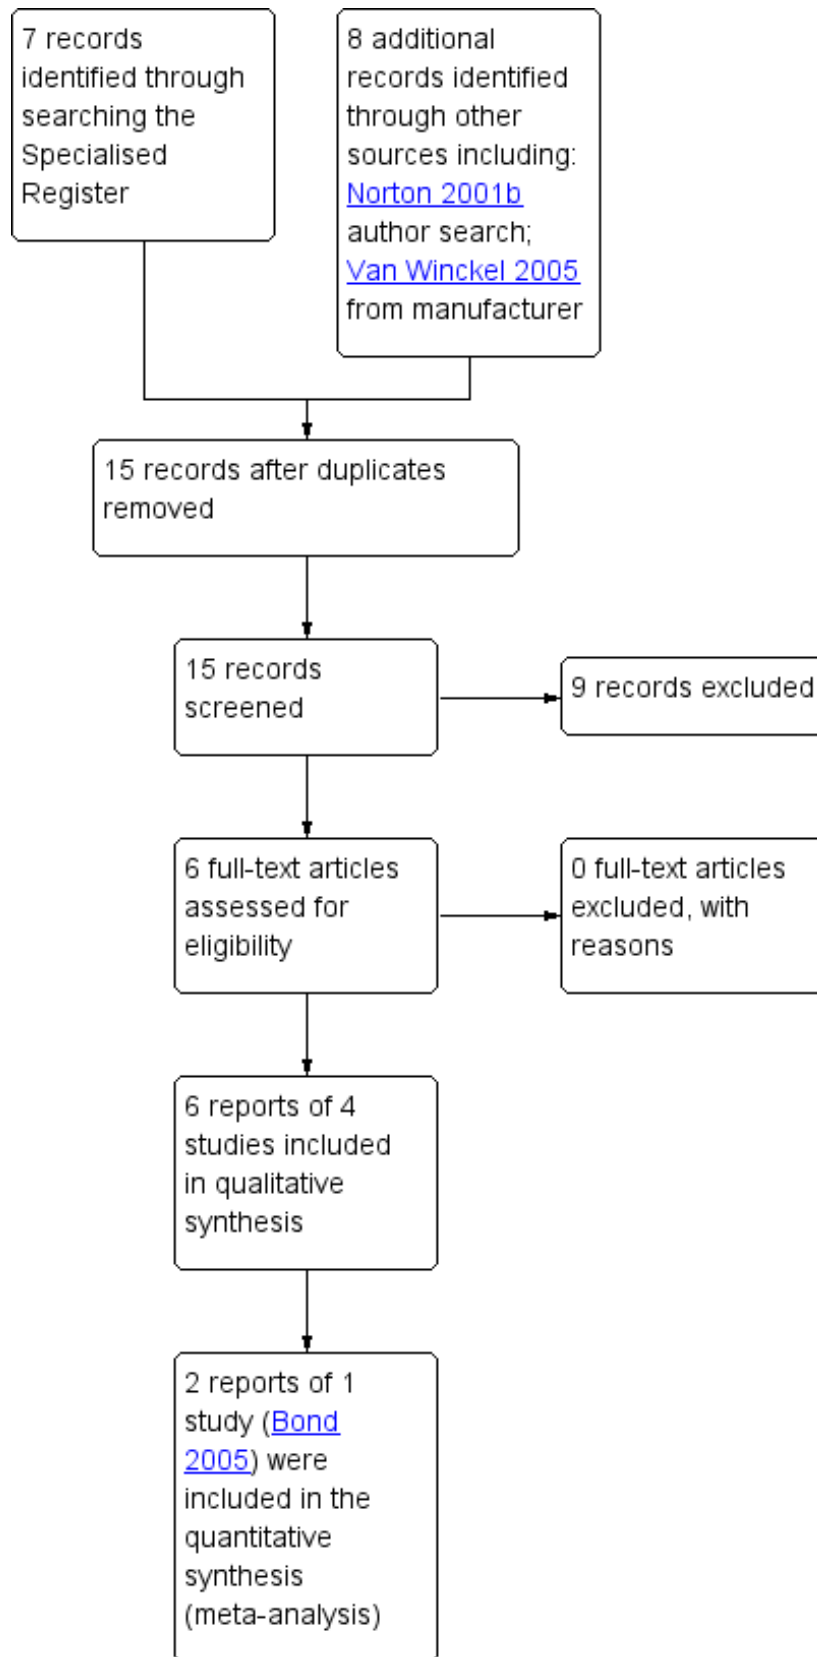 7 records
identified through
searching the
Specialised
Register
8 additional
records identified
through other
sources including:
Norton 2001b
author search;
Van Winckel 2005
from manufacturer
15 records after duplicates
removed
15 records
screened
9 records excluded
6 full-text articles
assessed for
eligibility
0 full-text articles
excluded, with
reasons
6 reports of 4
studies included
in qualitative
synthesis
2 reports of 1
study (Bond
2005) were
included in the
quantitative
synthesis
(meta-analysis)